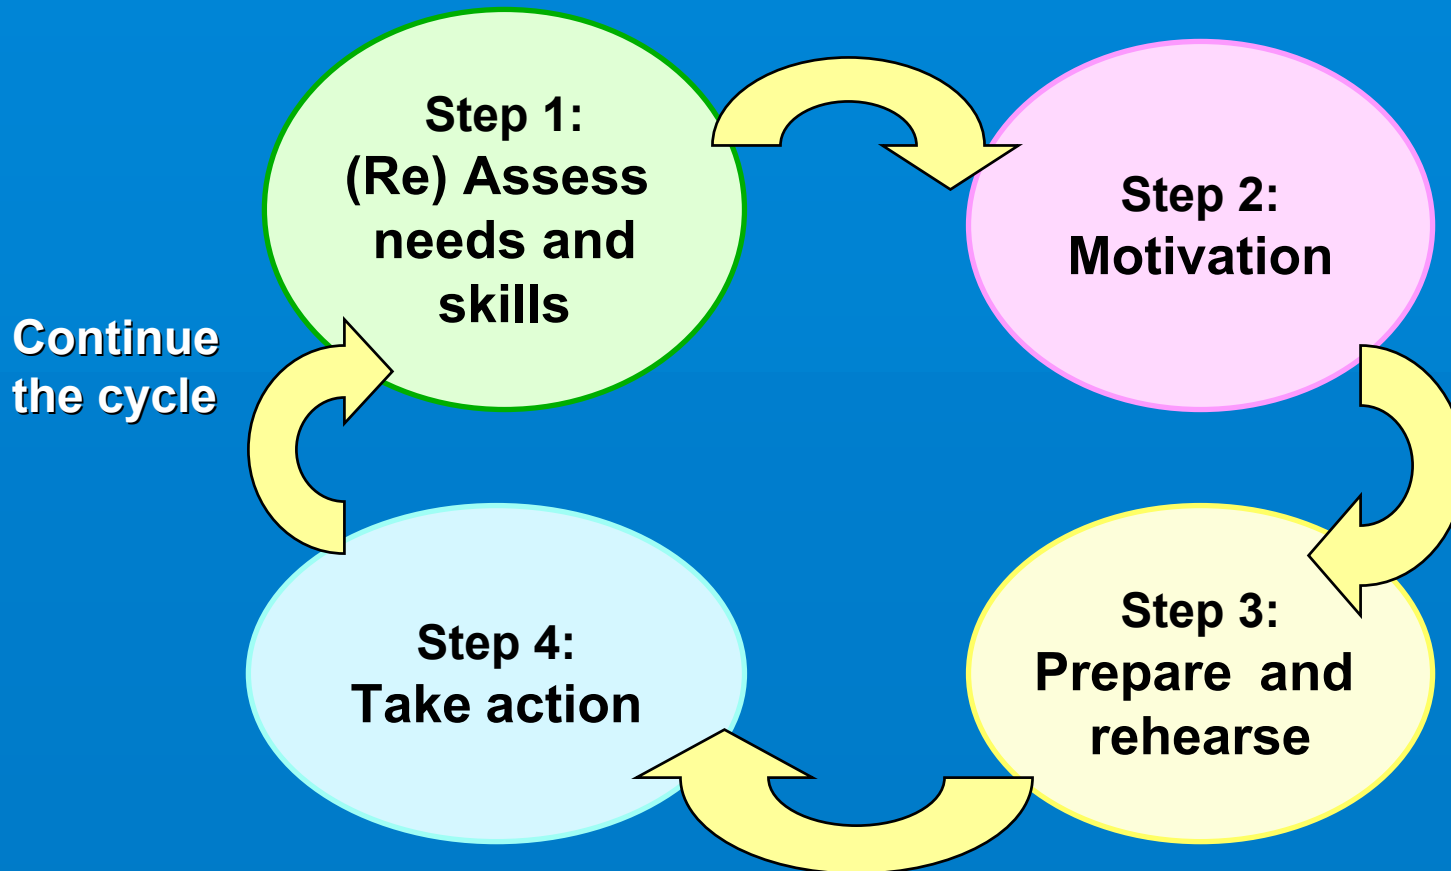 Step 1:
(Re) Assess
needs and
skills
Step 2:
Motivation
Step 3:
Prepare and
rehearse
Step 4:
Take action
Continue
the cycle